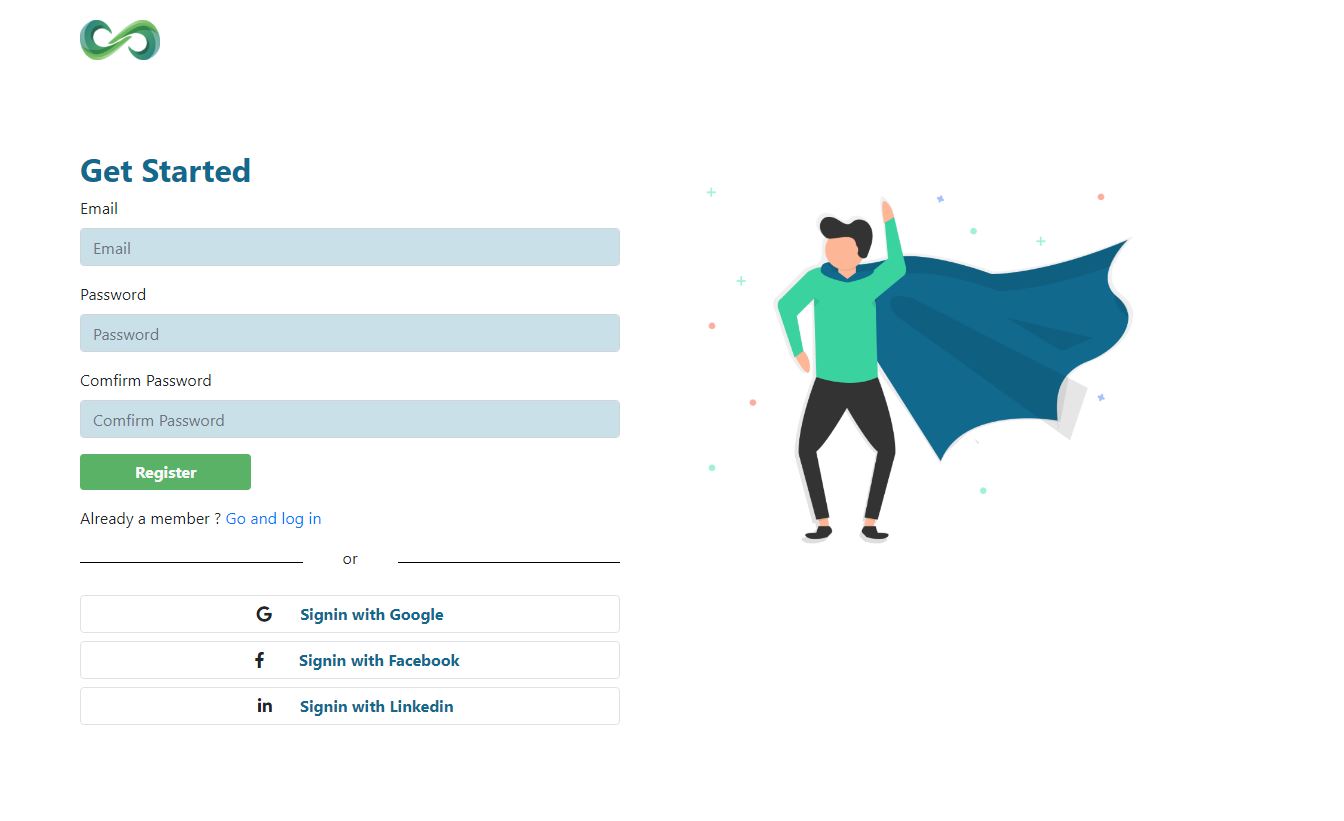 Get Started
Email
Email
Password
Password
Comfirm Password
Comfirm Password
Register
Already a member ? Go and log in
or
Signin with Google
Signin with Facebook
Signin with Linkedin